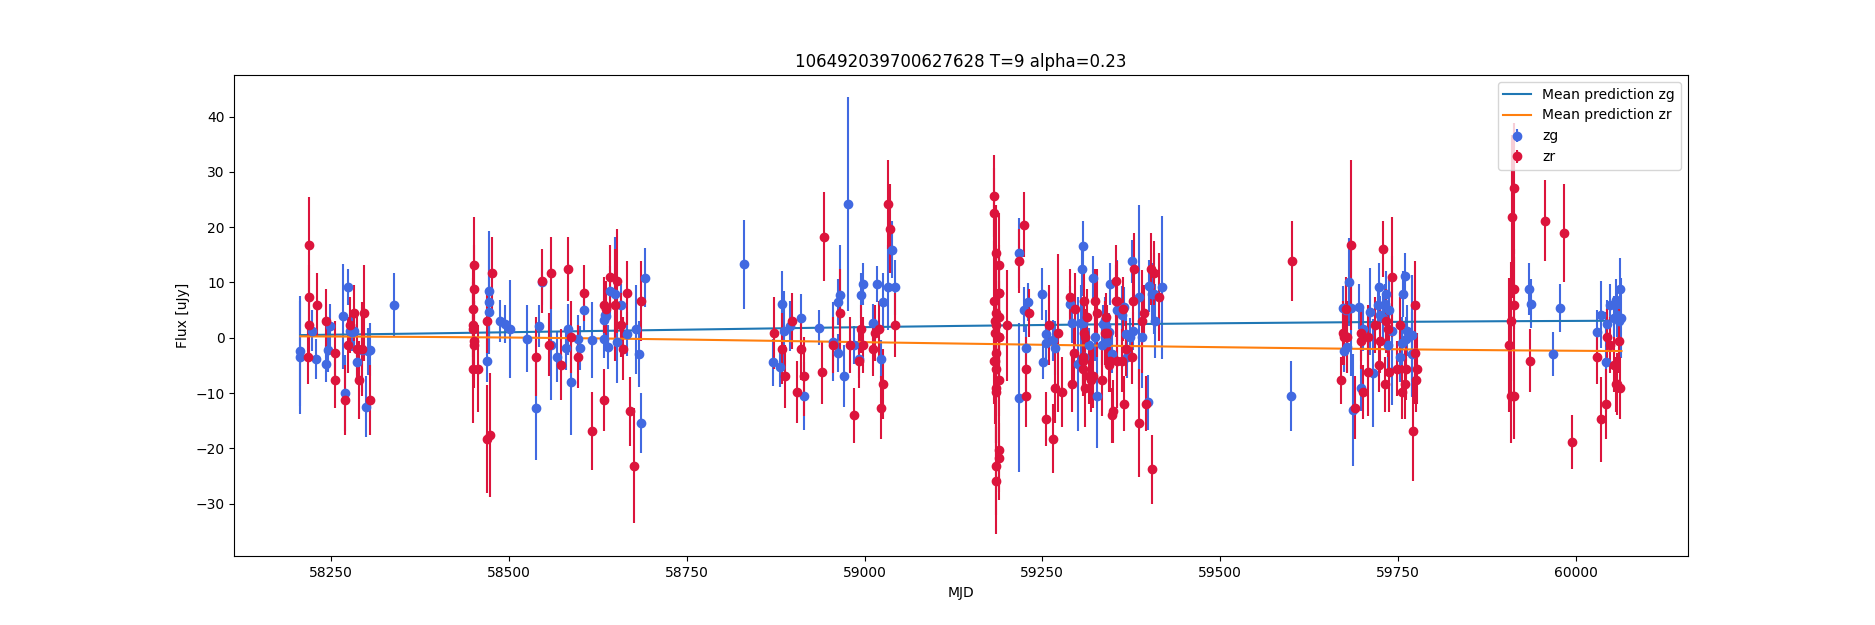 106492039700627628 T=9 alpha=0.23
Mean prediction zg
Mean prediction zr
zg
zr
40
30
20
10
0
−10
−20
−30
Flux [uJy]
58250
58500
58750
59000
59250
59500
59750
60000
MJD